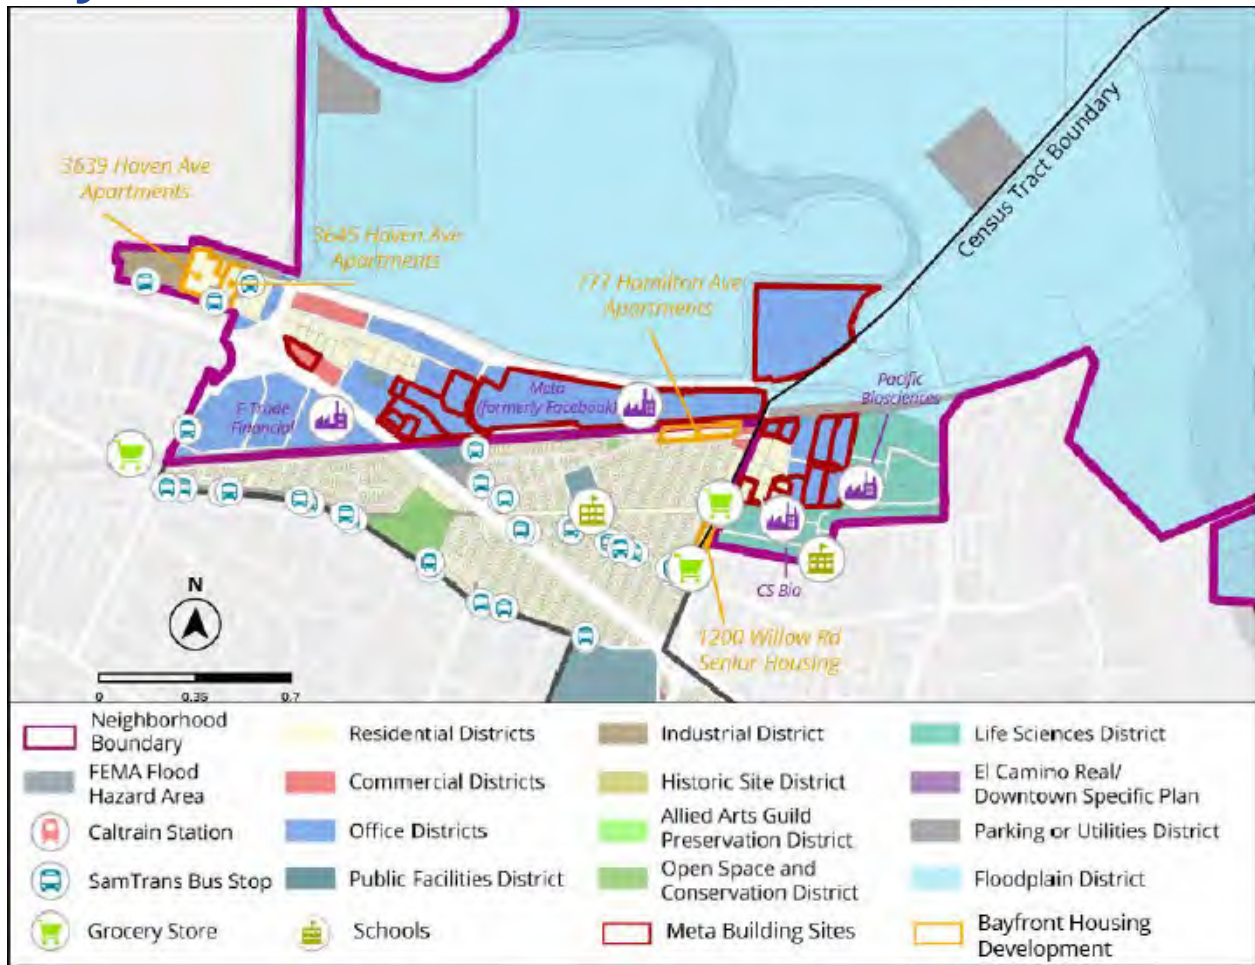 3639 Haven Ave
Apartments
3645 Haven Ave
Apartments
777 Hamilton Ave
Apartments
Census Tract Boundary
Meta
(formerly Facebook)
Pacific
Biosciences
E-Trade
Financial
CS Bio
1200 Willow Rd
Senior Housing
N
0
0.35
0.7
Neighborhood
Boundary
Residential Districts
Industrial District
Life Sciences District
FEMA Flood
Hazard Area
Commercial Districts
Historic Site District
El Camino Real/
Downtown Specific Plan
Caltrain Station
Office Districts
Allied Arts Guild
Preservation District
Parking or Utilities District
SamTrans Bus Stop
Public Facilities District
Open Space and
Conservation District
Floodplain District
Grocery Store
Schools
Meta Building Sites
Bayfront Housing
Development